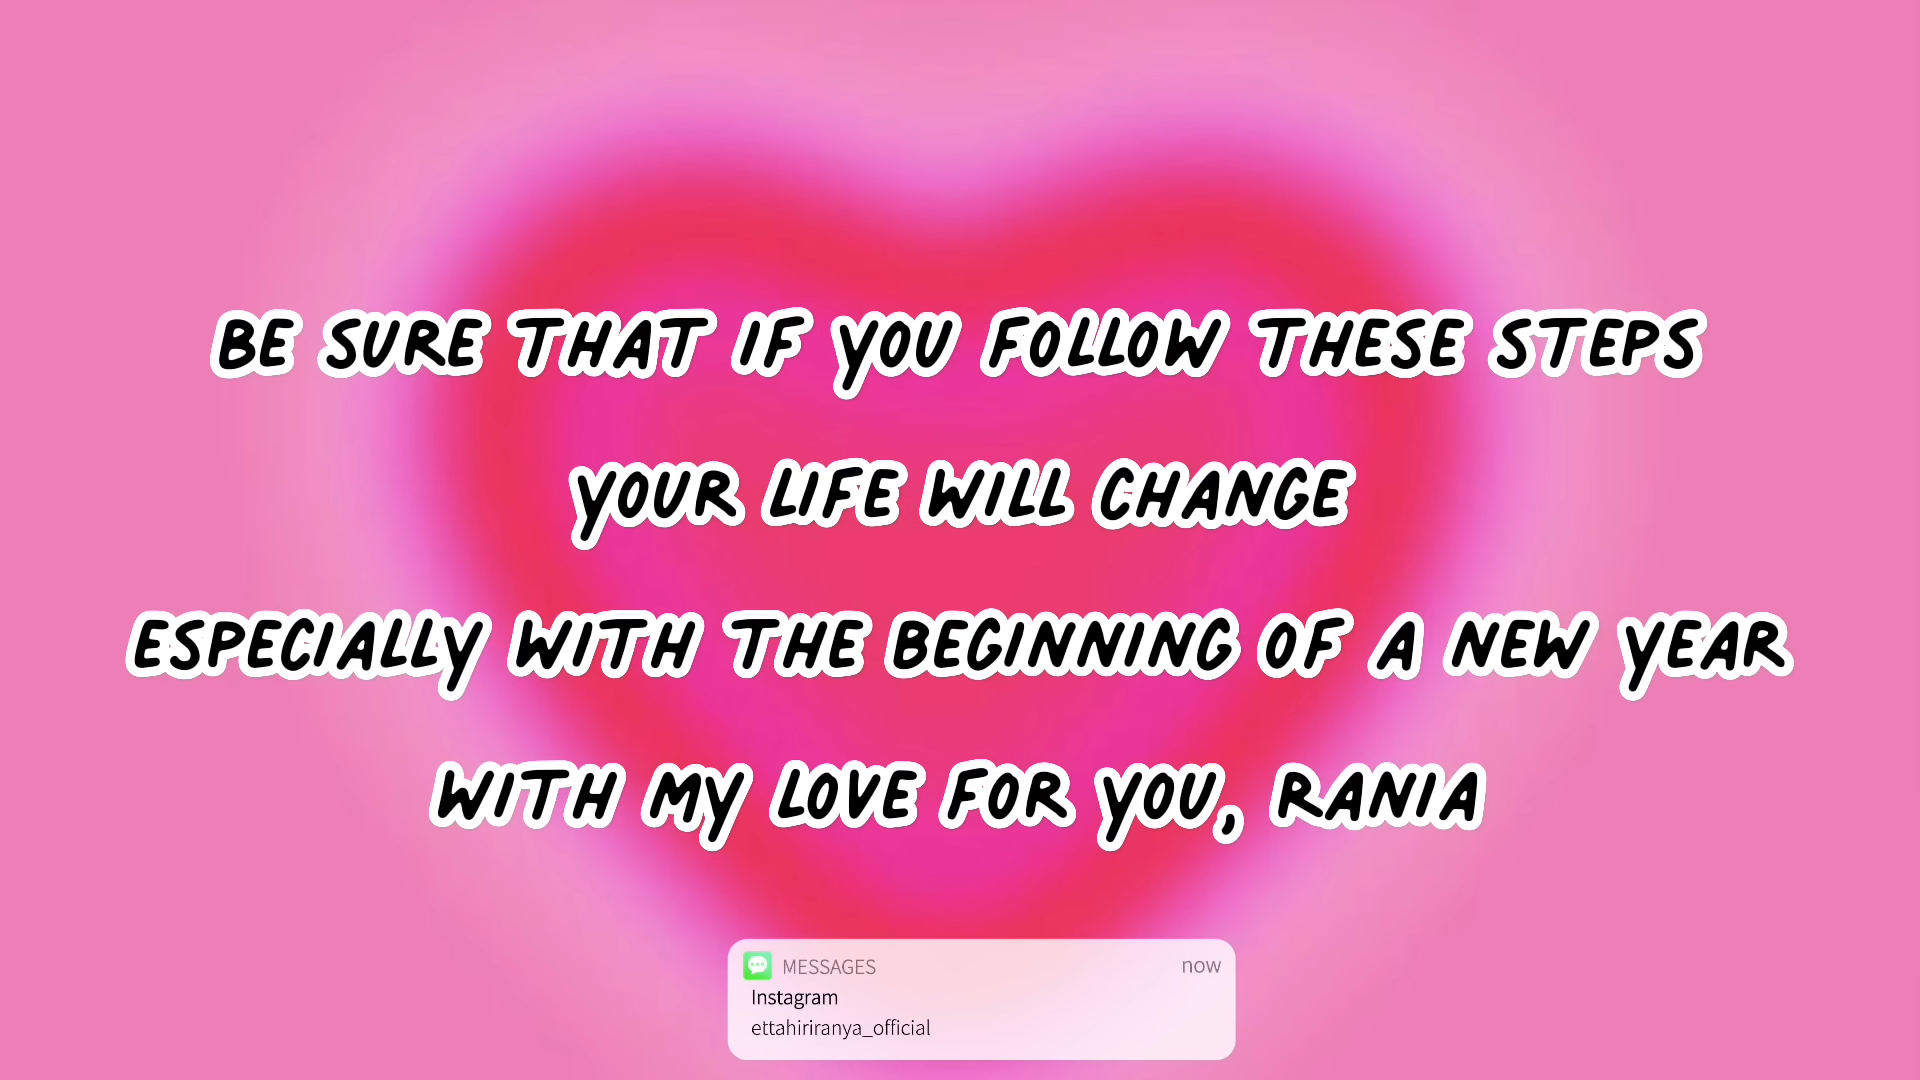 BE SURE THAT IF YOU FOLLOW THESE STEPS
YOUR LIFE WILL CHANGE
ESPECIALLY WITH THE BEGINNING OF A NEW YEAR
WITH MY LOVE FOR YOU, RANIA
MESSAGES now
Instagram
ettahiriranya_official